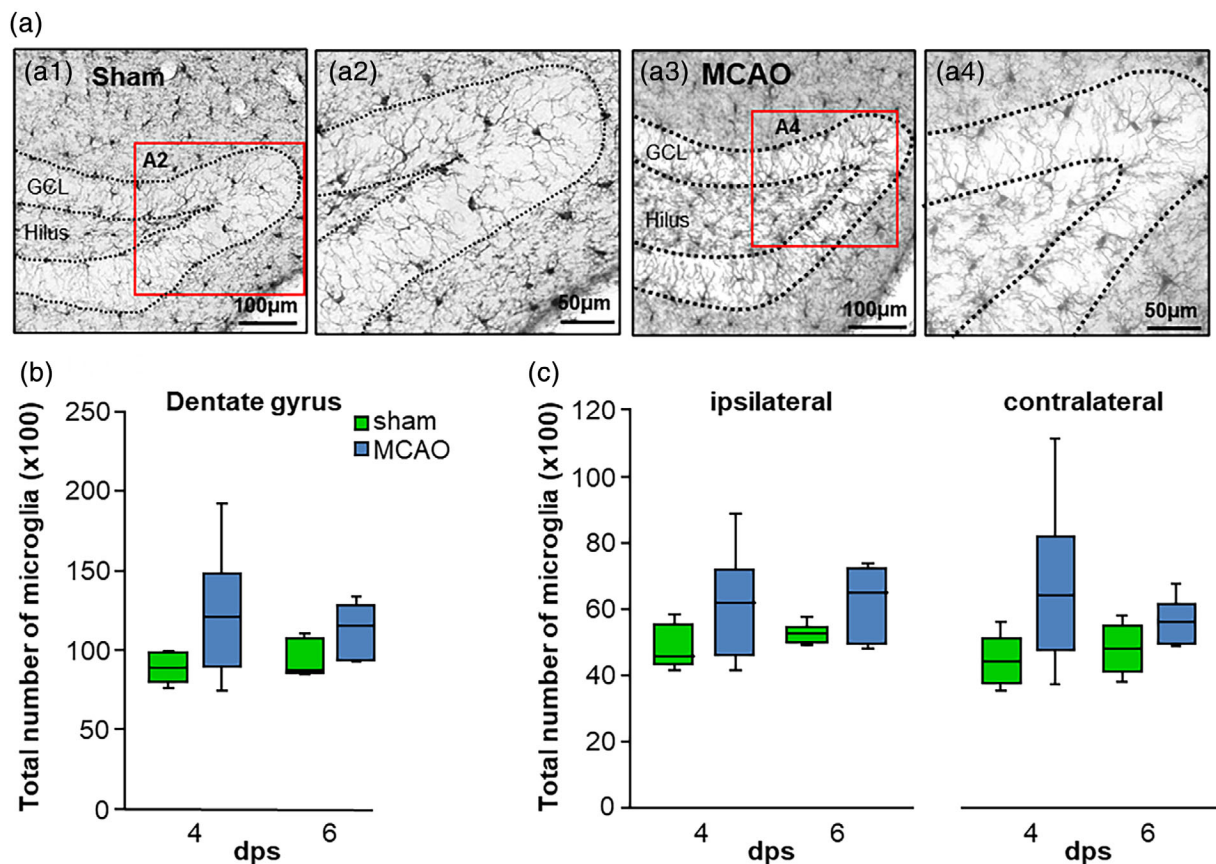 (a)
(a1) Sham
A2
GCL
Hilus
100μm
(a2)
50μm
(a3) MCAO
A4
GCL
Hilus
100μm
(a4)
50μm
(b)
Dentate gyrus
sham
MCAO
Total number of microglia (x100)
250
200
150
100
50
0
4 6
dps
(c)
ipsilateral contralateral
Total number of microglia (x100)
120
100
80
60
40
20
0
4 6 4 6
dps dps